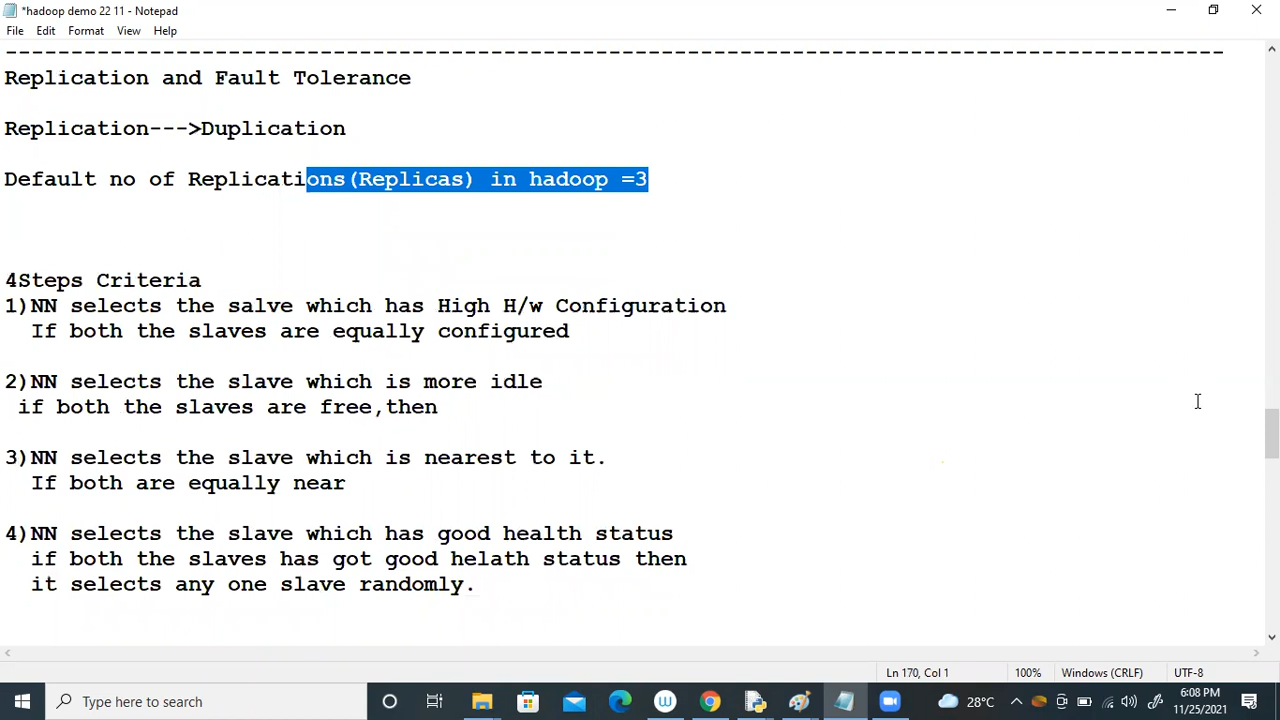 *hadoop demo 22 11 - Notepad
File Edit Format View Help
---------------------------------------------------------------------------------------------
Replication and Fault Tolerance
Replication--->Duplication
Default no of Replications(Replicas) in hadoop =3
4Steps Criteria
1)NN selects the salve which has High H/w Configuration
If both the slaves are equally configured
2)NN selects the slave which is more idle
if both the slaves are free,then
3)NN selects the slave which is nearest to it.
If both are equally near
4)NN selects the slave which has good health status
if both the slaves has got good helath status then
it selects any one slave randomly.
Ln 170, Col 1 100% Windows (CRLF) UTF-8
Type here to search 28°C 6:08 PM
11/25/2021